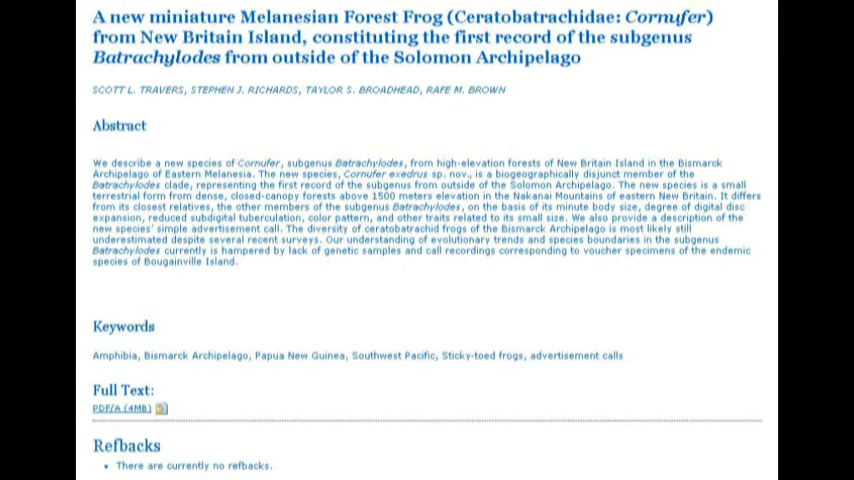 A new miniature Melanesian Forest Frog (Ceratobatrachidae: Cornufer)
from New Britain Island, constituting the first record of the subgenus
Batrachylodes from outside of the Solomon Archipelago
SCOTT L. TRAVERS, STEPHEN J. RICHARDS, TAYLOR S. BROADHEAD, RAFE M. BROWN
Abstract
We describe a new species of Cornufer, subgenus Batrachylodes, from high-elevation forests of New Britain Island in the Bismarck
Archipelago of Eastern Melanesia. The new species, Cornufer exedrus sp. nov., is a biogeographically disjunct member of the
Batrachylodes clade, representing the first record of the subgenus from outside of the Solomon Archipelago. The new species is a small
terrestrial form from dense, closed-canopy forests above 1500 meters elevation in the Nakanai Mountains of eastern New Britain. It differs
from its closest relatives, the other members of the subgenus Batrachylodes, on the basis of its minute body size, degree of digital disc
expansion, reduced subdigital tuberculation, color pattern, and other traits related to its small size. We also provide a description of the
new species' simple advertisement call. The diversity of ceratobatrachid frogs of the Bismarck Archipelago is most likely still
underestimated despite several recent surveys. Our understanding of evolutionary trends and species boundaries in the subgenus
Batrachylodes currently is hampered by lack of genetic samples and call recordings corresponding to voucher specimens of the endemic
species of Bougainville Island.
Keywords
Amphibia, Bismarck Archipelago, Papua New Guinea, Southwest Pacific, Sticky-toed frogs, advertisement calls
Full Text:
PDF/A (4MB)
Refbacks
• There are currently no refbacks.